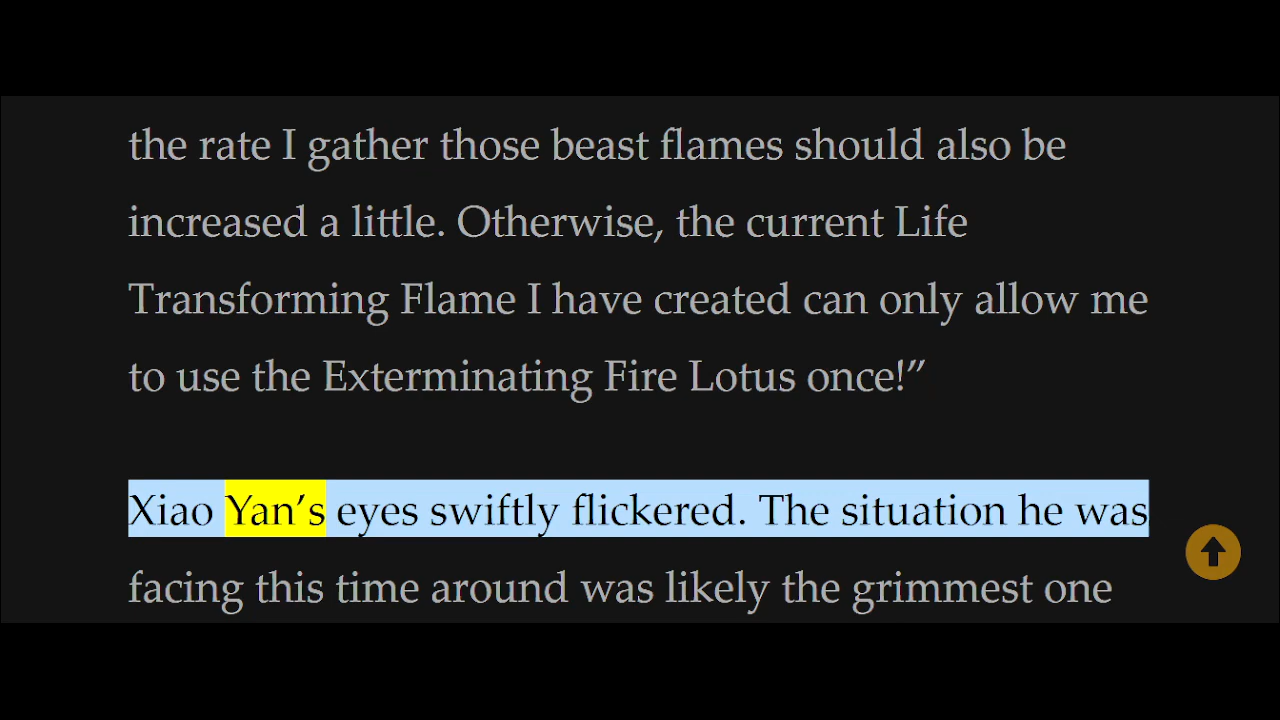 the rate I gather those beast flames should also be
increased a little. Otherwise, the current Life
Transforming Flame I have created can only allow me
to use the Exterminating Fire Lotus once!”
Xiao Yan’s eyes swiftly flickered. The situation he was
facing this time around was likely the grimmest one